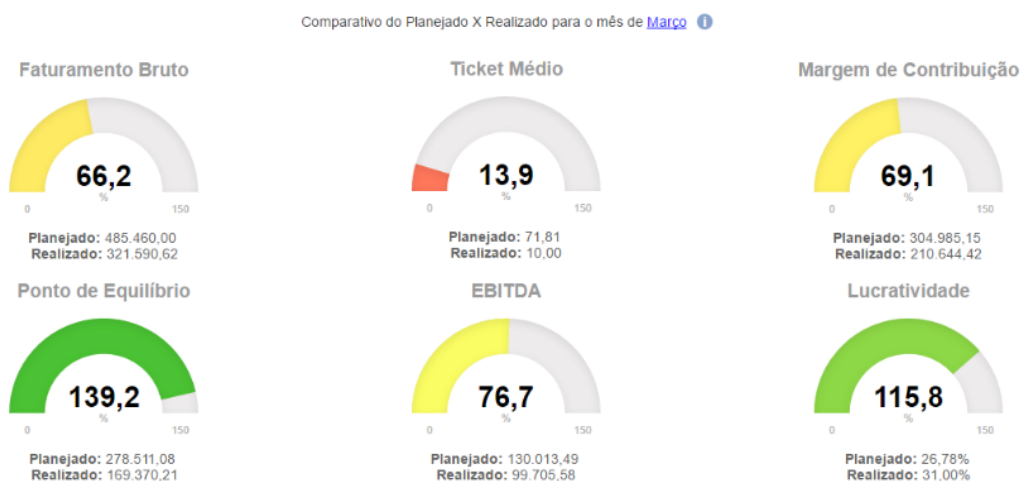 Comparativo do Planejado X Realizado para o mês de Março i
Faturamento Bruto
66,2
%
0 150
Planejado: 485.460,00
Realizado: 321.590,62
Ticket Médio
13,9
%
0 150
Planejado: 71,81
Realizado: 10,00
Margem de Contribuição
69,1
%
0 150
Planejado: 304.985,15
Realizado: 210.644,42
Ponto de Equilíbrio
139,2
%
0 150
Planejado: 278.511,08
Realizado: 169.370,21
EBITDA
76,7
%
0 150
Planejado: 130.013,49
Realizado: 99.705,58
Lucratividade
115,8
%
0 150
Planejado: 26,78%
Realizado: 31,00%